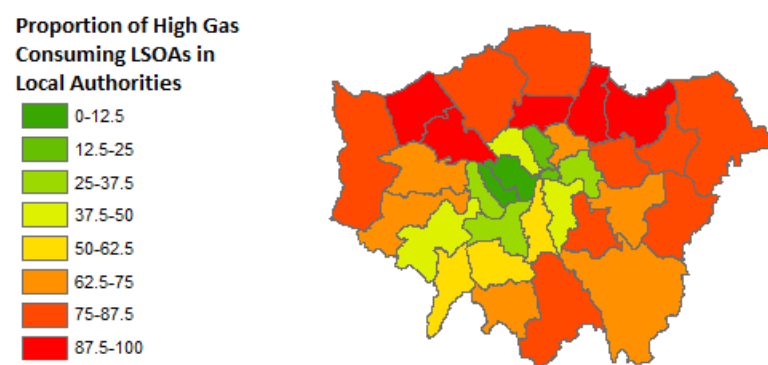 Proportion of High Gas
Consuming LSOAs in
Local Authorities
0-12.5
12.5-25
25-37.5
37.5-50
50-62.5
62.5-75
75-87.5
87.5-100